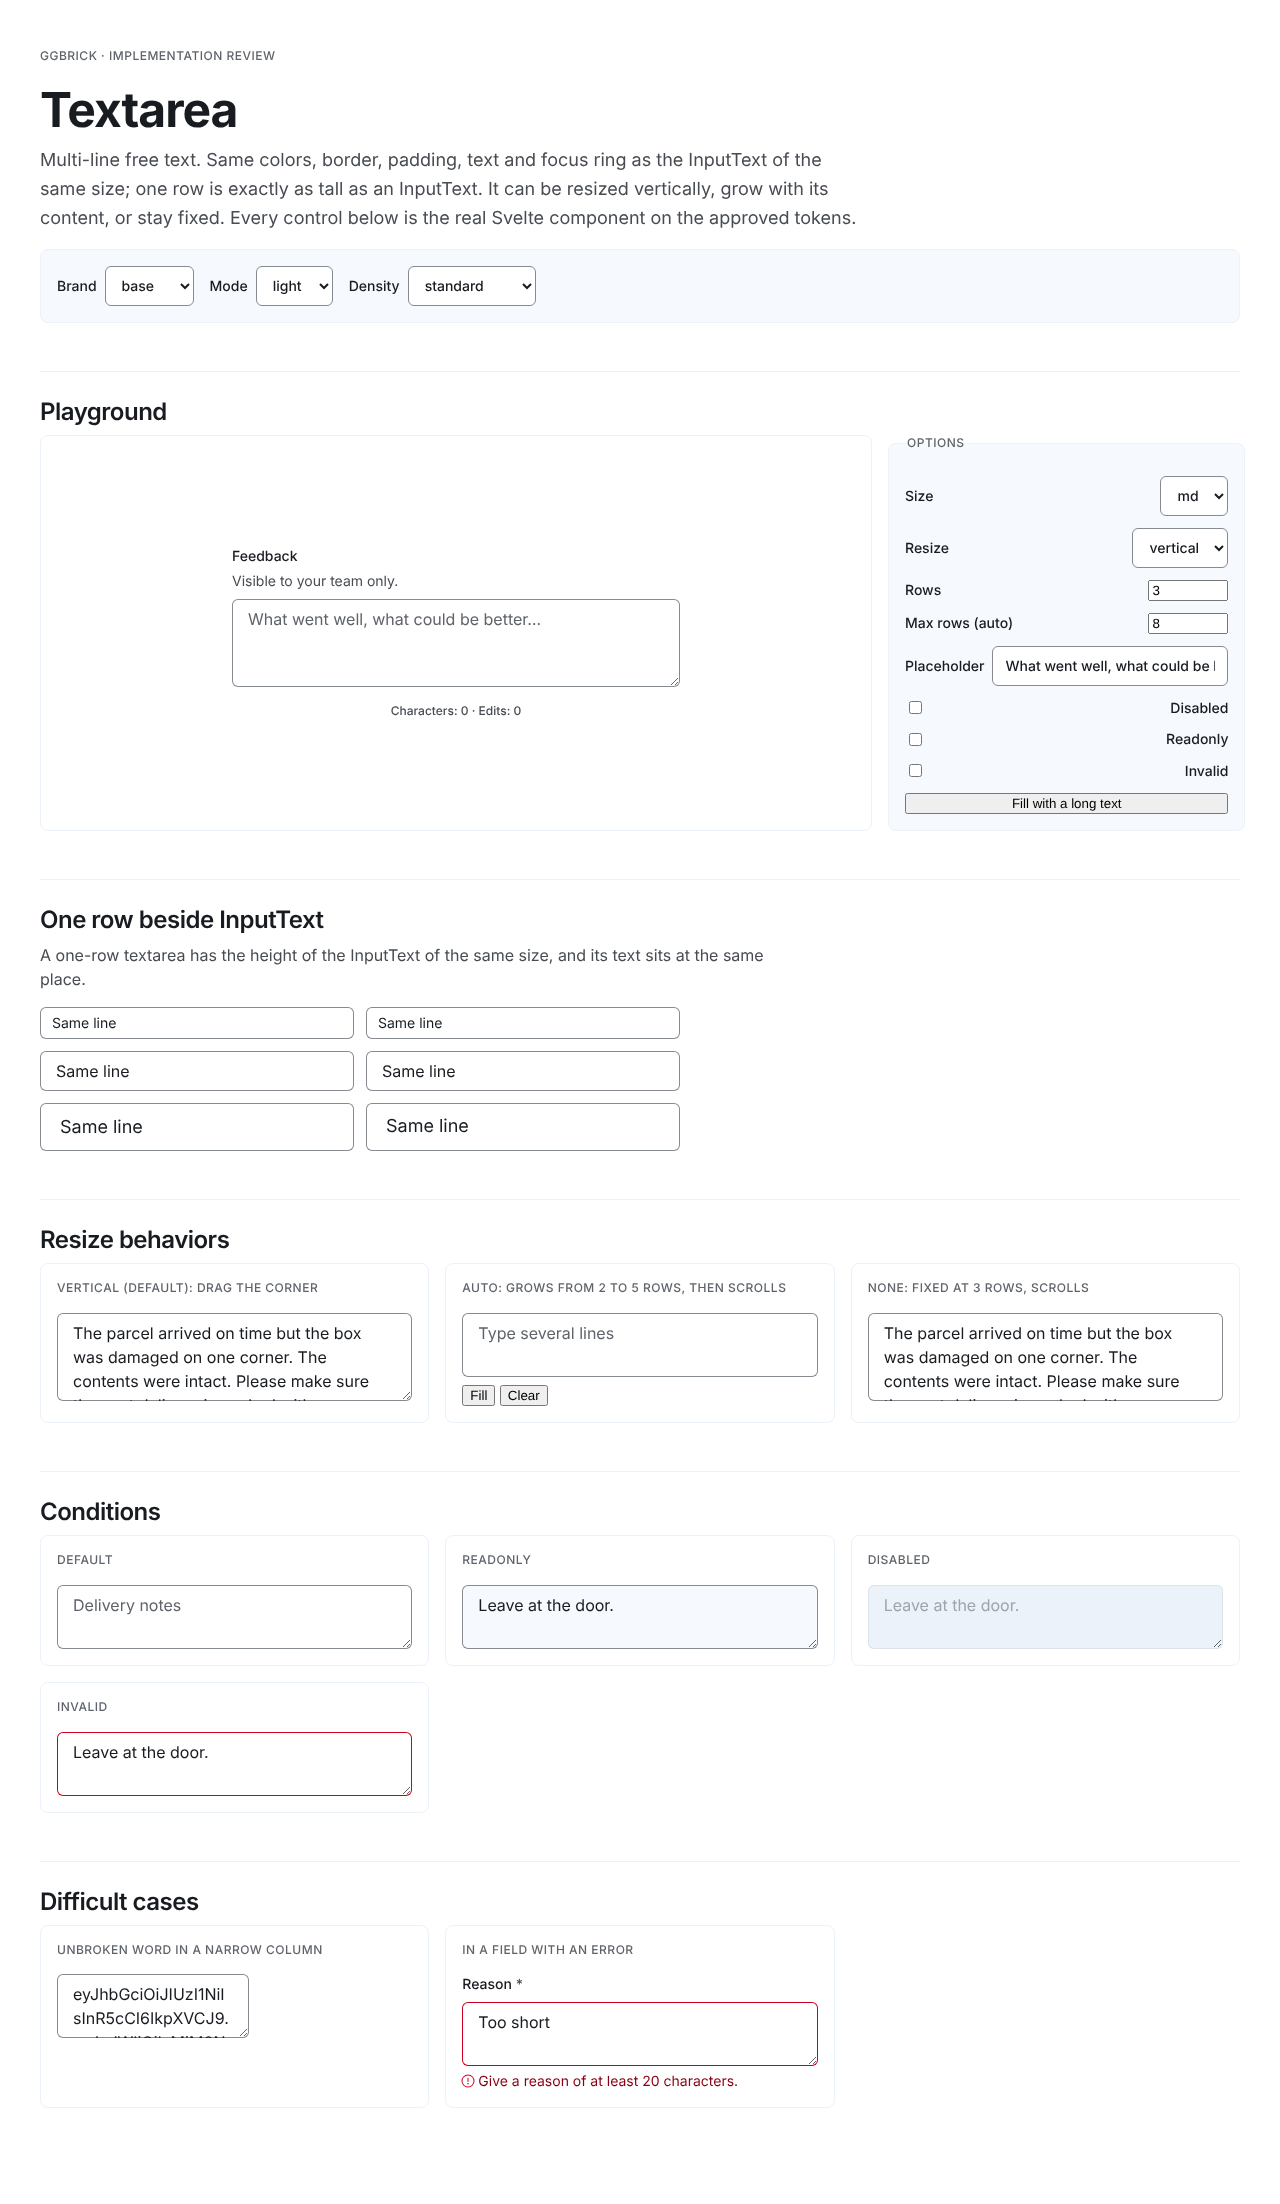 GGBRICK · IMPLEMENTATION REVIEW
Textarea
Multi-line free text. Same colors, border, padding, text and focus ring as the InputText of the
same size; one row is exactly as tall as an InputText. It can be resized vertically, grow with its
content, or stay fixed. Every control below is the real Svelte component on the approved tokens.
Brand base Mode light Density standard
Playground
OPTIONS
Size md
Resize vertical
Rows 3
Max rows (auto) 8
Placeholder What went well, what could be
Disabled
Readonly
Invalid
Fill with a long text
Feedback
Visible to your team only.
What went well, what could be better…
Characters: 0 · Edits: 0
One row beside InputText
A one-row textarea has the height of the InputText of the same size, and its text sits at the same
place.
Same line Same line
Same line Same line
Same line Same line
Resize behaviors
VERTICAL (DEFAULT): DRAG THE CORNER
The parcel arrived on time but the box
was damaged on one corner. The
contents were intact. Please make sure
AUTO: GROWS FROM 2 TO 5 ROWS, THEN SCROLLS
Type several lines
Fill Clear
NONE: FIXED AT 3 ROWS, SCROLLS
The parcel arrived on time but the box
was damaged on one corner. The
contents were intact. Please make sure
Conditions
DEFAULT
Delivery notes
READONLY
Leave at the door.
DISABLED
Leave at the door.
INVALID
Leave at the door.
Difficult cases
UNBROKEN WORD IN A NARROW COLUMN
eyJhbGciOiJIUzI1NiI
sInR5cCI6IkpXVCJ9.
IN A FIELD WITH AN ERROR
Reason *
Too short
Give a reason of at least 20 characters.